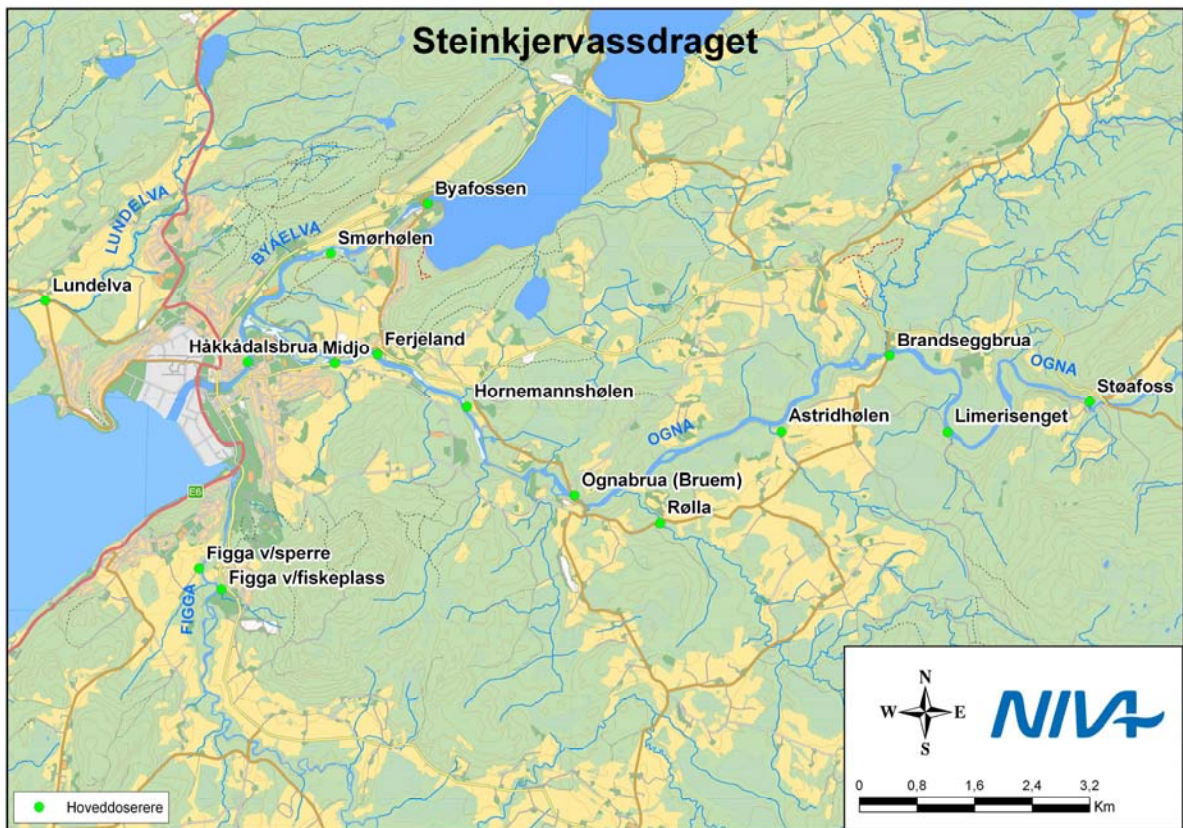 Steinkjervassdraget
Byafossen
LUNDELVA
BYAELVA
Smørhølen
Lundelva
Håkkådalsbrua
Midjo
Ferjeland
Brandseggbrua
OGNA
Støafoss
Hornemannshølen
OGNA
Astridhølen
Limerisenget
Ognabrua (Bruem)
E6
Rølla
Figga v/sperre
Figga v/fiskeplass
FIGGA
N
W
E
S
NIVA
0
0,8
1,6
2,4
3,2
Km
Hoveddoserere